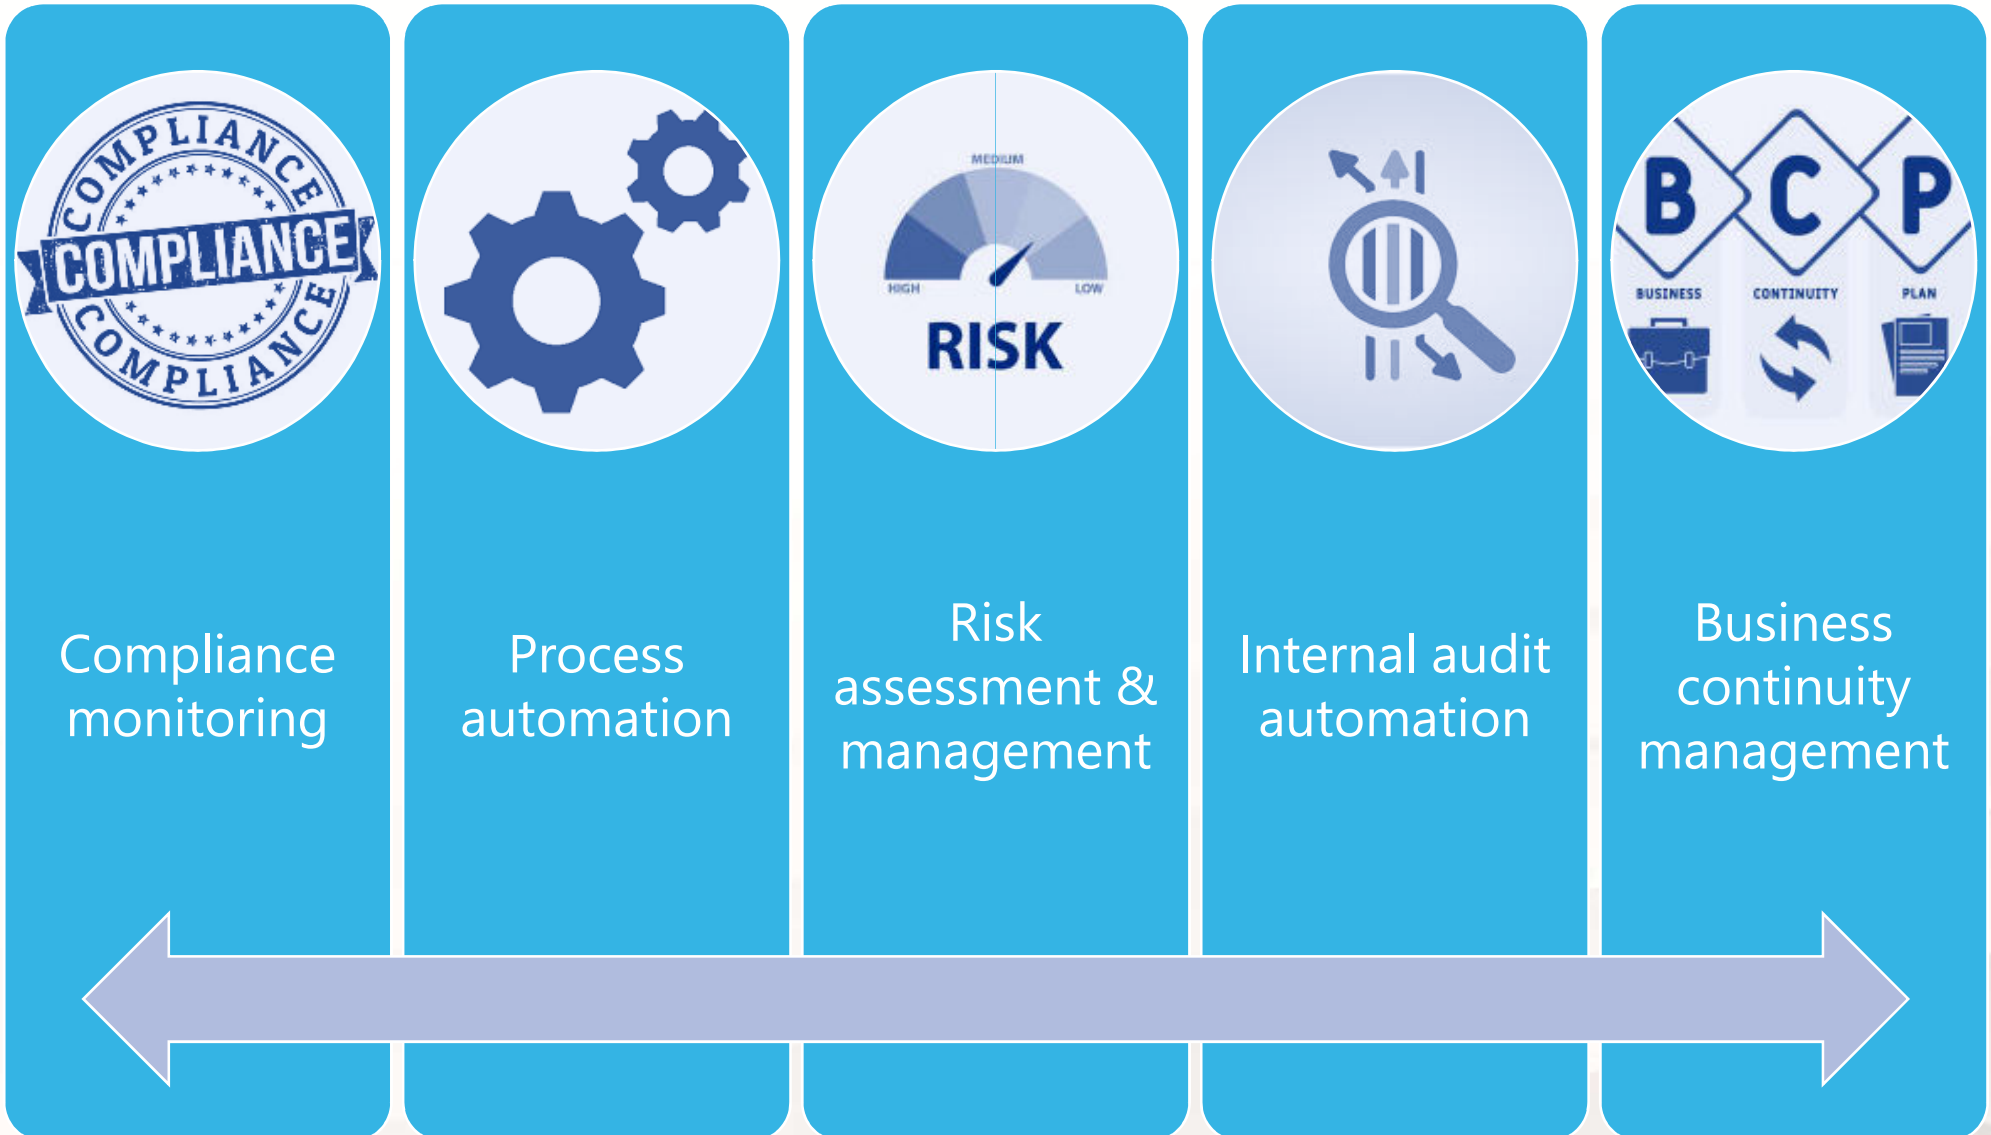 COMPLIANCE
COMPLIANCE
COMPLIANCE
Compliance
monitoring
Process
automation
MEDIUM
HIGH
LOW
RISK
Risk
assessment &
management
Internal audit
automation
B C P
BUSINESS CONTINUITY PLAN
Business
continuity
management